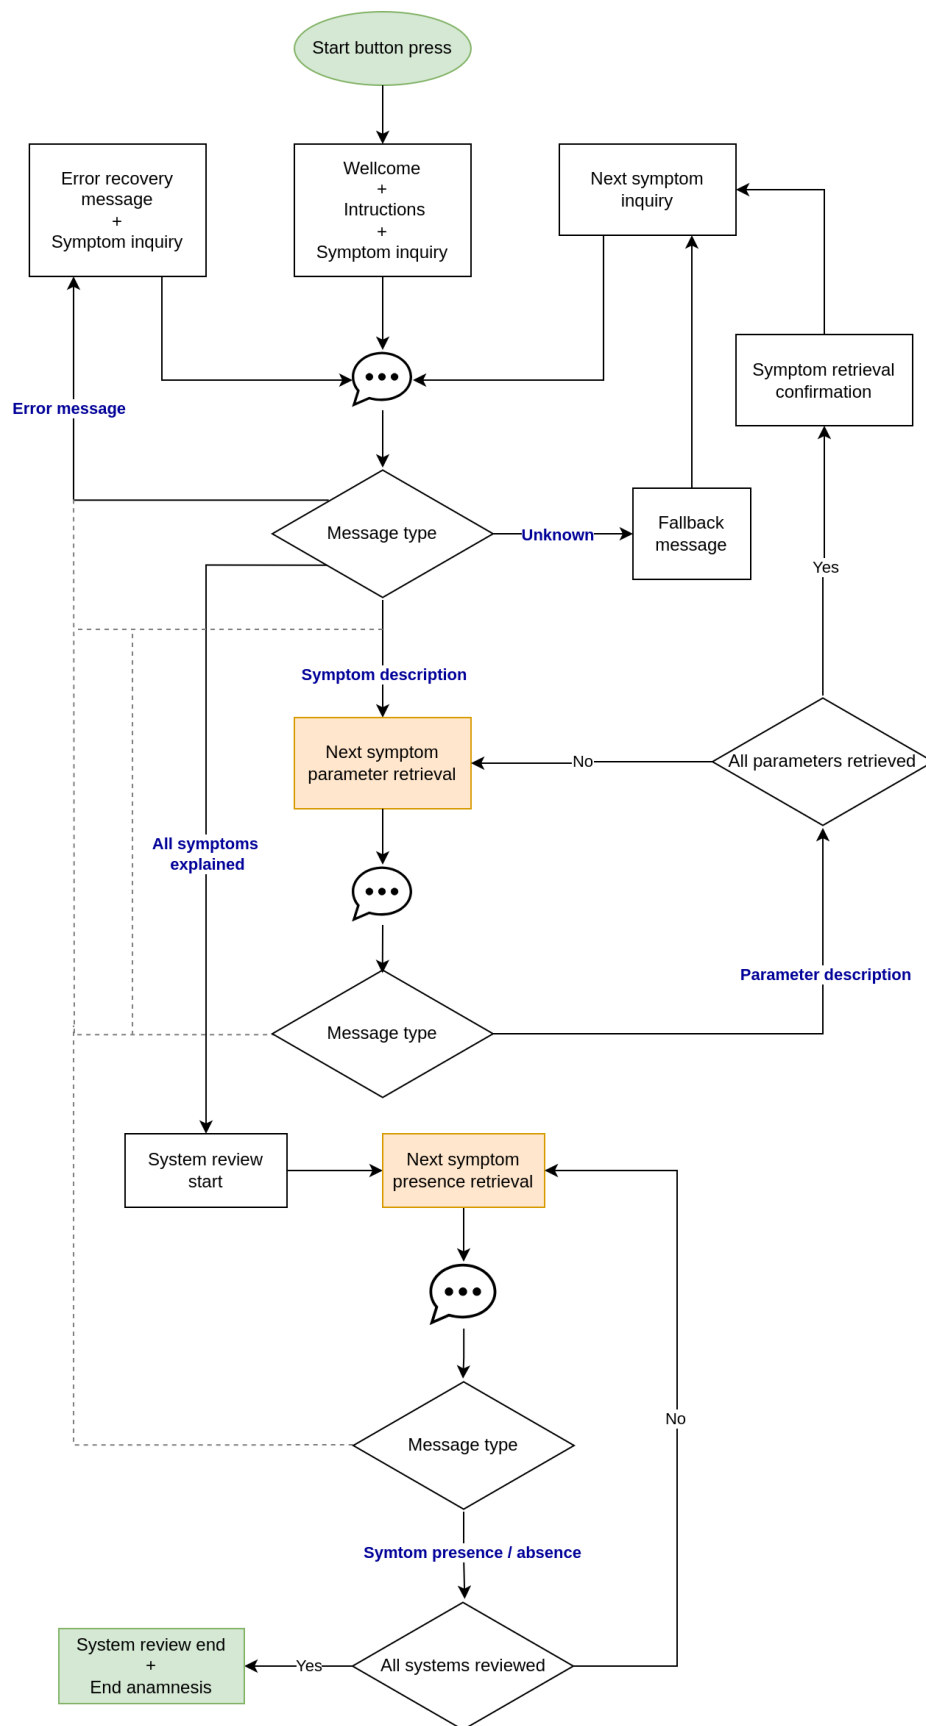 Start button press
Error recovery
message
+
Symptom inquiry
Wellcome
+
Intructions
+
Symptom inquiry
Next symptom
inquiry
Symptom retrieval
confirmation
Error message
Message type
Unknown
Fallback
message
Yes
Symptom description
Next symptom
parameter retrieval
No
All parameters retrieved
All symptoms
explained
Parameter description
Message type
System review
start
Next symptom
presence retrieval
No
Message type
Symtom presence / absence
System review end
+
End anamnesis
Yes
All systems reviewed